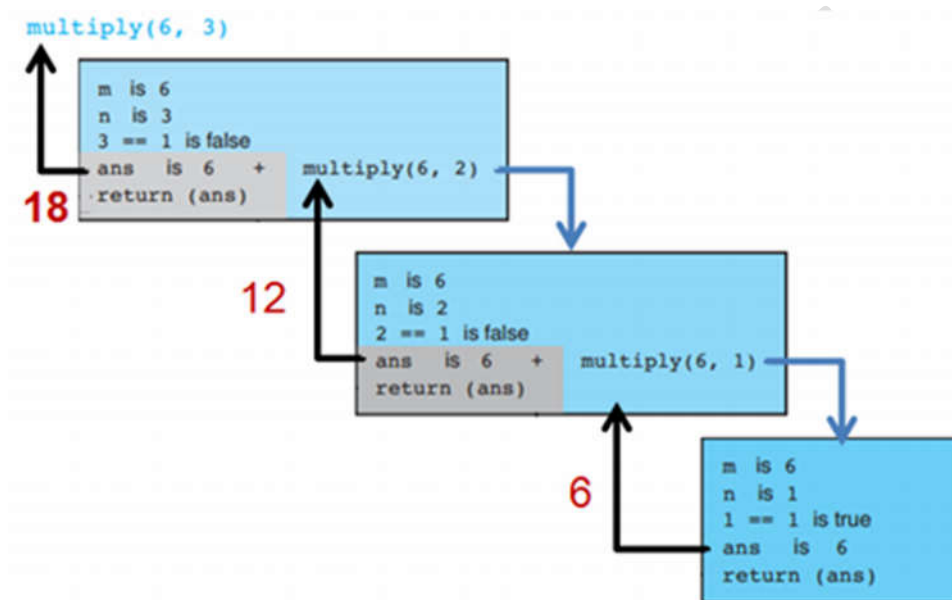 multiply(6, 3)
m is 6
n is 3
3 == 1 is false
ans is 6 + multiply(6, 2)
return (ans)
18
12
m is 6
n is 2
2 == 1 is false
ans is 6 + multiply(6, 1)
return (ans)
6
m is 6
n is 1
1 == 1 is true
ans is 6
return (ans)